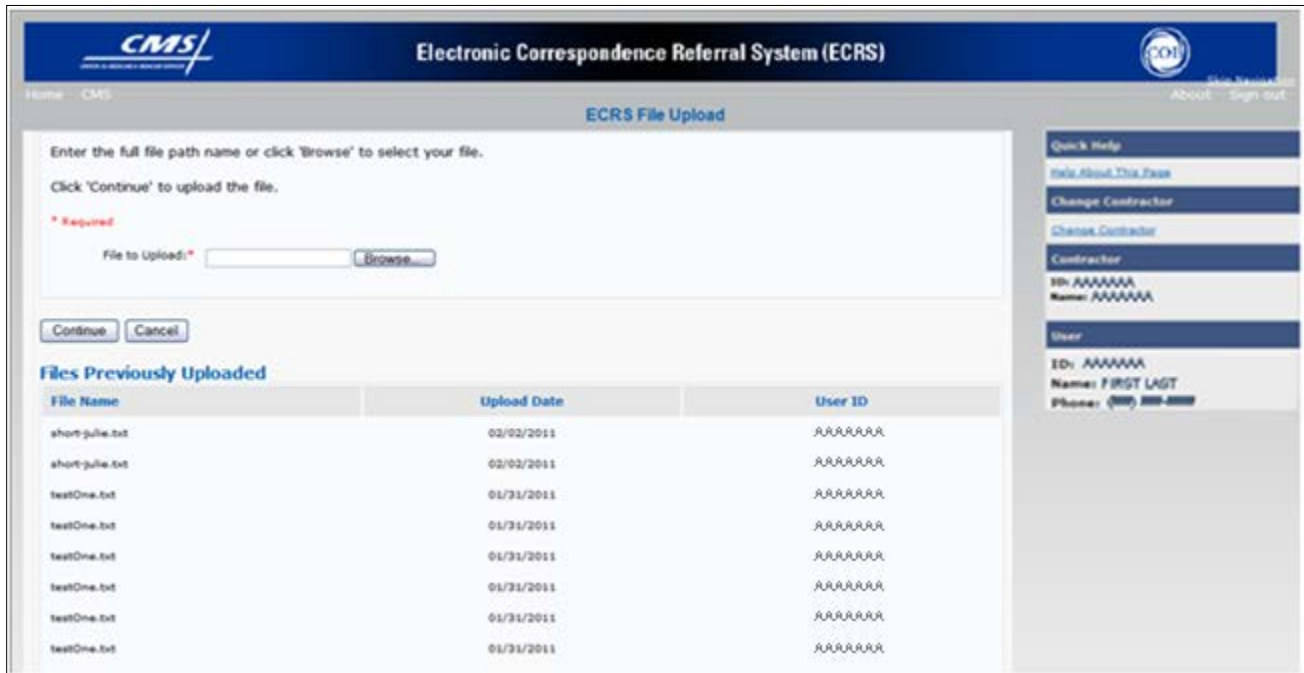 CMS
Electronic Correspondence Referral System (ECRS)
COB
Skip Navigation
Home CMS
About Sign out
ECRS File Upload
Enter the full file path name or click 'Browse' to select your file.
Click 'Continue' to upload the file.
* Required
File to Upload:* Browse...
Continue Cancel
Files Previously Uploaded
File Name Upload Date User ID
short-julie.txt 02/02/2011 AAAAAAA
short-julie.txt 02/02/2011 AAAAAAA
testOne.txt 01/31/2011 AAAAAAA
testOne.txt 01/31/2011 AAAAAAA
testOne.txt 01/31/2011 AAAAAAA
testOne.txt 01/31/2011 AAAAAAA
testOne.txt 01/31/2011 AAAAAAA
testOne.txt 01/31/2011 AAAAAAA
Quick Help
Help About This Page
Change Contractor
Change Contractor
Contractor
ID: AAAAAAA
Name: AAAAAAA
User
ID: AAAAAAA
Name: FIRST LAST
Phone: